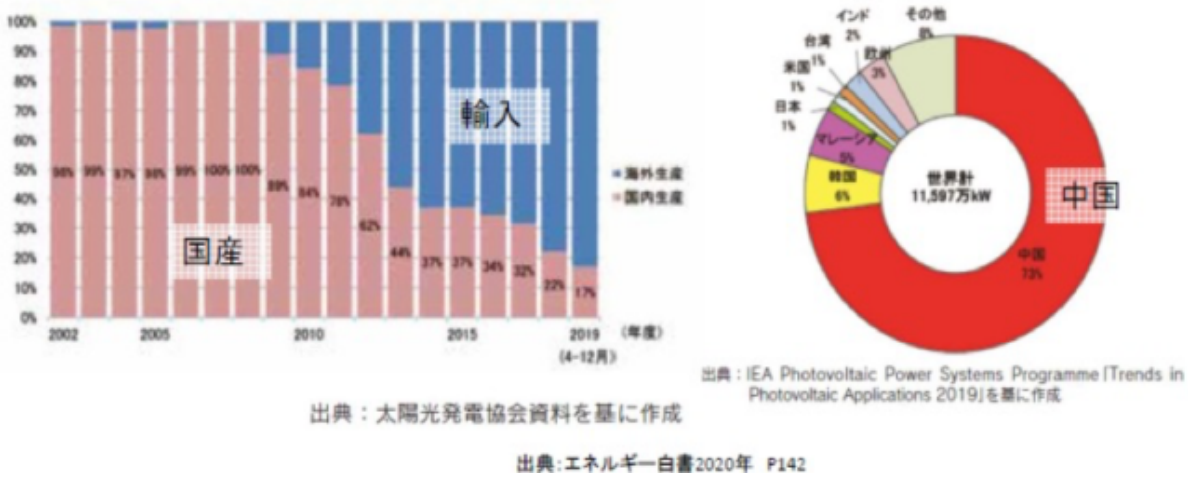 100%
90%
80%
70%
60%
50%
40%
30%
20%
10%
0%
98% 99% 97% 98% 99% 100% 100% 89% 84% 78% 62% 44% 37% 37% 34% 32% 22% 17%
輸入
国産
海外生産
国内生産
2002 2005 2010 2015 2019 (年度)
(4-12月)
出典:太陽光発電協会資料を基に作成
その他
8%
インド
2%
台湾
1%
欧州
3%
米国
1%
日本
1%
マレーシア
5%
韓国
6%
世界計
11,597万kW
中国
中国
73%
出典:IEA Photovoltaic Power Systems Programme「Trends in
Photovoltaic Applications 2019」を基に作成
出典:エネルギー白書2020年 P142